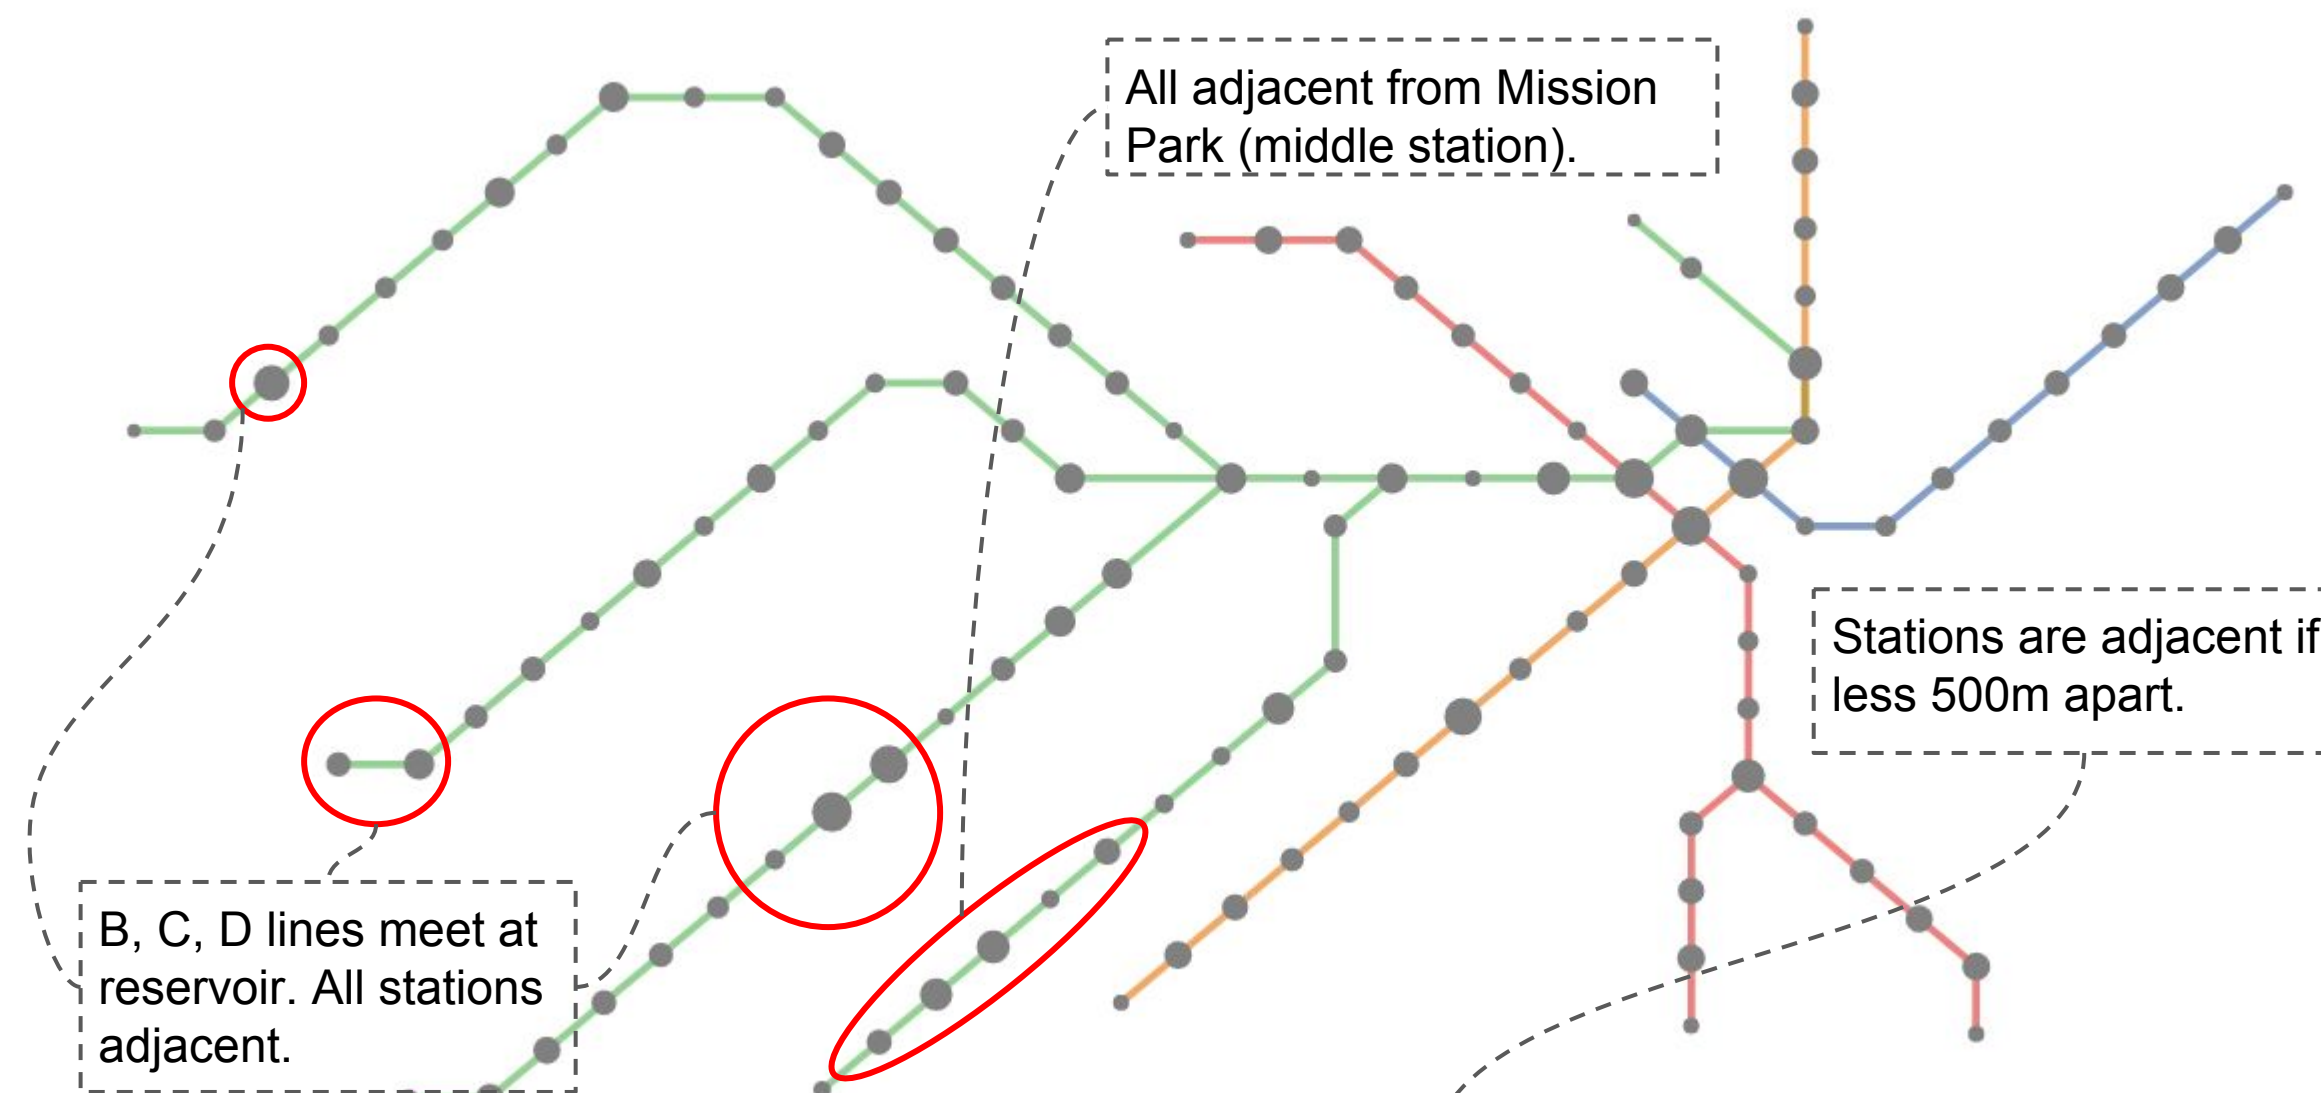 All adjacent from Mission
Park (middle station).
Stations are adjacent if
less 500m apart.
B, C, D lines meet at
reservoir. All stations
adjacent.